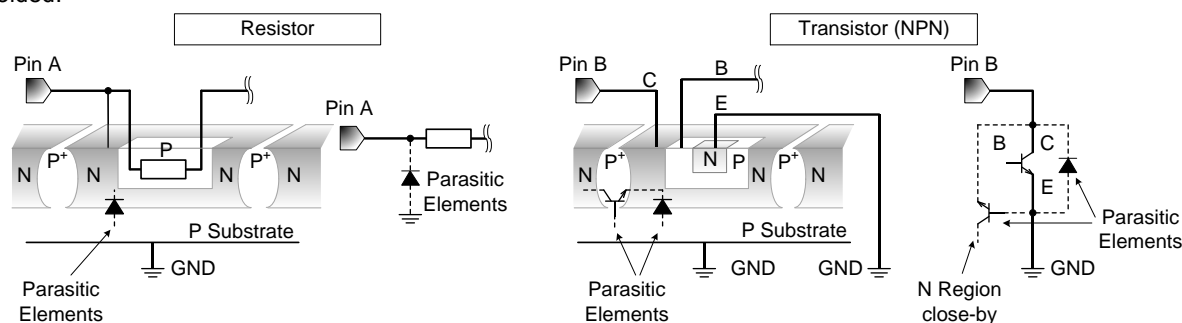 Resistor
Transistor (NPN)
Pin A
Pin A
P
N
P+
N
P+
N
N
Parasitic
Elements
P Substrate
GND
Parasitic
Elements
Pin B
C
B
E
N
P+
N
N
P
N
P+
N
P Substrate
GND
GND
Parasitic
Elements
Pin B
B
C
E
Parasitic
Elements
GND
N Region
close-by